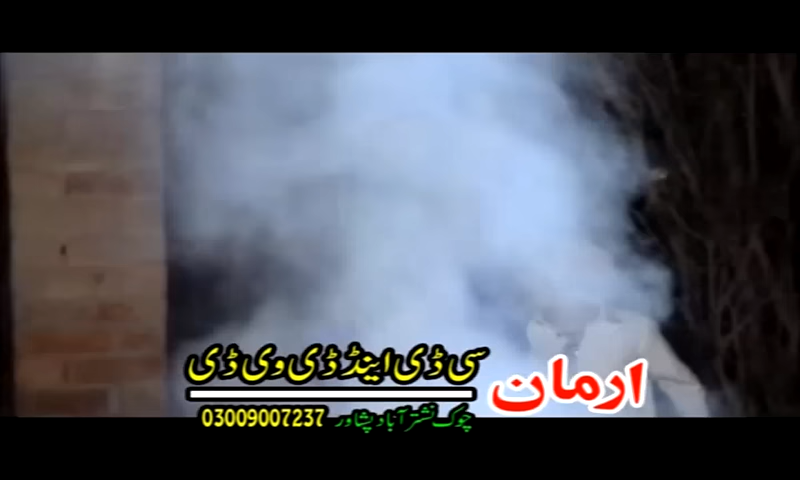 ارمان
سی ڈی اینڈ ڈی وی ڈی
چوک نشتر آباد پشاور 03009007237